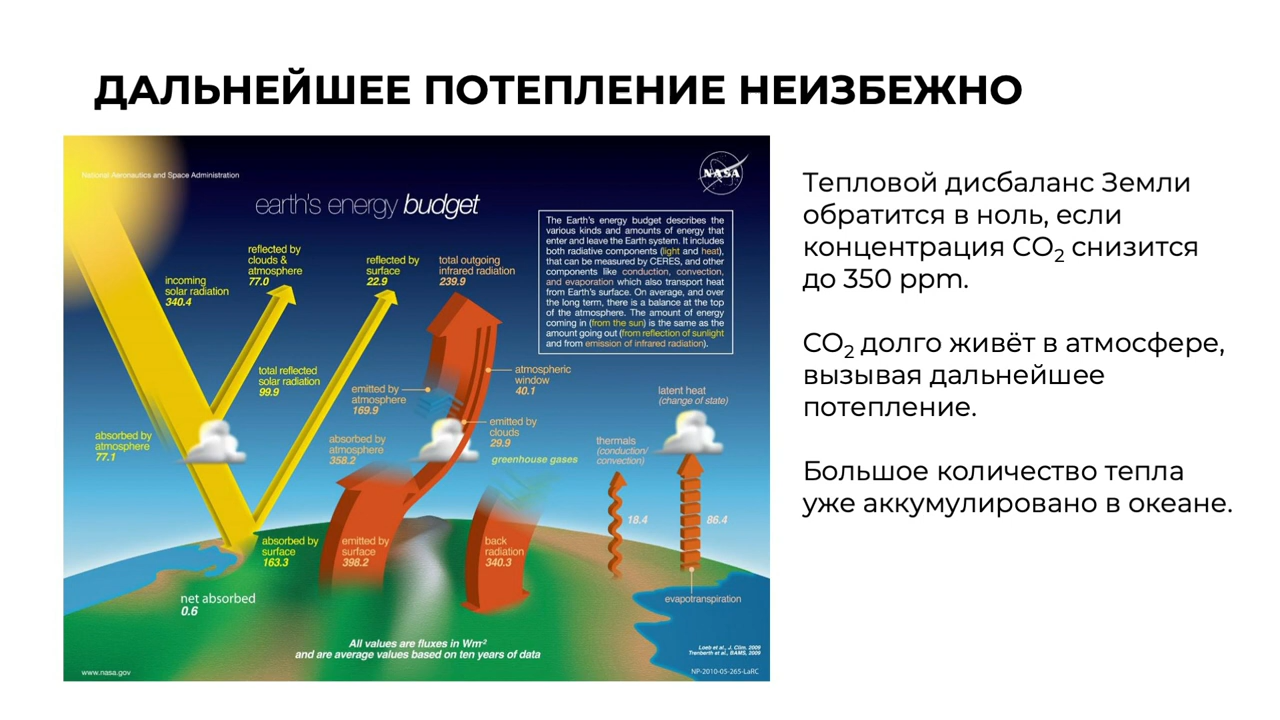 ДАЛЬНЕЙШЕЕ ПОТЕПЛЕНИЕ НЕИЗБЕЖНО
National Aeronautics and Space Administration
NASA
earth's energy budget
The Earth's energy budget describes the
various kinds and amounts of energy that
enter and leave the Earth system. It includes
both radiative components (light and heat),
that can be measured by CERES, and other
components like conduction, convection,
and evaporation which also transport heat
from Earth's surface. On average, and over
the long term, there is a balance at the top
of the atmosphere. The amount of energy
coming in (from the sun) is the same as the
amount going out (from reflection of sunlight
and from emission of infrared radiation).
incoming
solar radiation
340.4
reflected by
clouds &
atmosphere
77.0
reflected by
surface
22.9
total outgoing
infrared radiation
239.9
total reflected
solar radiation
99.9
emitted by
atmosphere
169.9
atmospheric
window
40.1
latent heat
(change of state)
absorbed by
atmosphere
77.1
absorbed by
atmosphere
358.2
emitted by
clouds
29.9
greenhouse gases
thermals
(conduction/
convection)
18.4
86.4
absorbed by
surface
163.3
emitted by
surface
398.2
back
radiation
340.3
evapotranspiration
net absorbed
0.6
All values are fluxes in Wm-2
and are average values based on ten years of data
Loeb et al., J. Clim. 2009
Trenberth et al., BAMS, 2009
www.nasa.gov
NP-2010-05-265-LaRC
Тепловой дисбаланс Земли
обратится в ноль, если
концентрация CO2 снизится
до 350 ppm.
CO2 долго живёт в атмосфере,
вызывая дальнейшее
потепление.
Большое количество тепла
уже аккумулировано в океане.